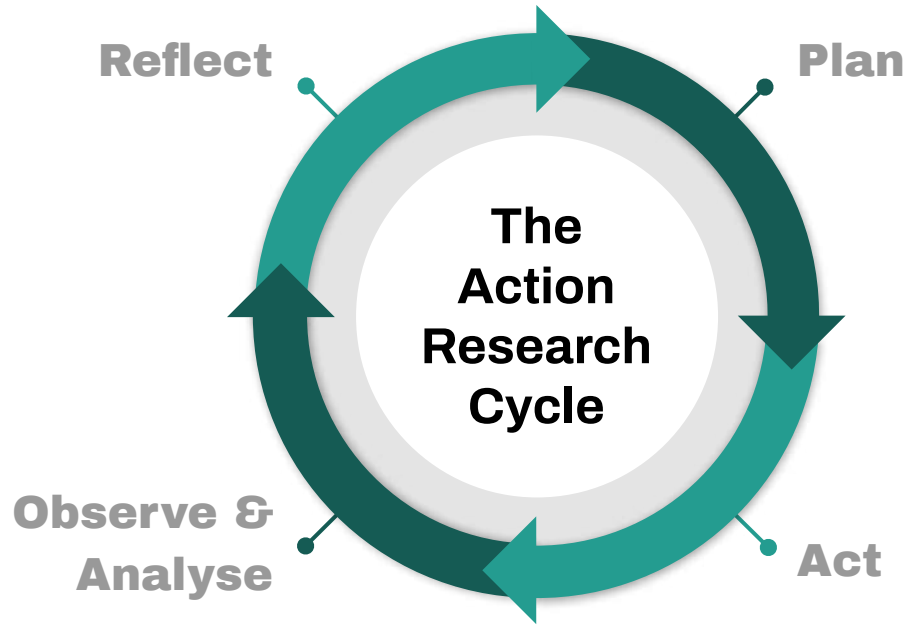 Reflect
Plan
The
Action
Research
Cycle
Observe &
Analyse
Act